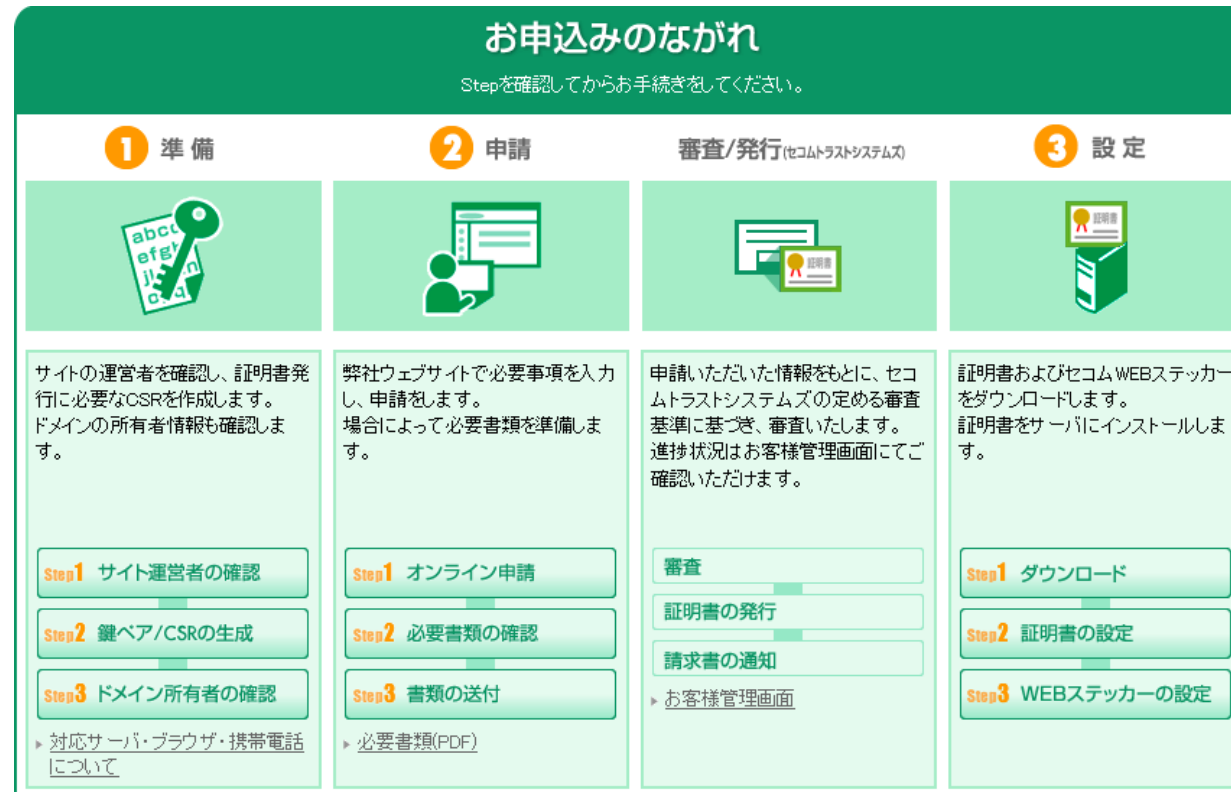 お申込みのながれ
Stepを確認してからお手続きをしてください。
1 準備
abcc
efgh
証明書
サイトの運営者を確認し、証明書発
行に必要なCSRを作成します。
ドメインの所有者情報も確認しま
す。
Step1 サイト運営者の確認
Step2 鍵ペア/CSRの生成
Step3 ドメイン所有者の確認
対応サーバ・ブラウザ・携帯電話
について
2 申請
弊社ウェブサイトで必要事項を入力
し、申請をします。
場合によって必要書類を準備しま
す。
Step1 オンライン申請
Step2 必要書類の確認
Step3 書類の送付
必要書類(PDF)
審査/発行(セコムトラストシステムズ)
証明書
申請いただいた情報をもとに、セコ
ムトラストシステムズの定める審査
基準に基づき、審査いたします。
進捗状況はお客様管理画面にてご
確認いただけます。
審査
証明書の発行
請求書の通知
お客様管理画面
3 設定
証明書およびセコムWEBステッカー
をダウンロードします。
証明書をサーバにインストールしま
す。
Step1 ダウンロード
Step2 証明書の設定
Step3 WEBステッカーの設定